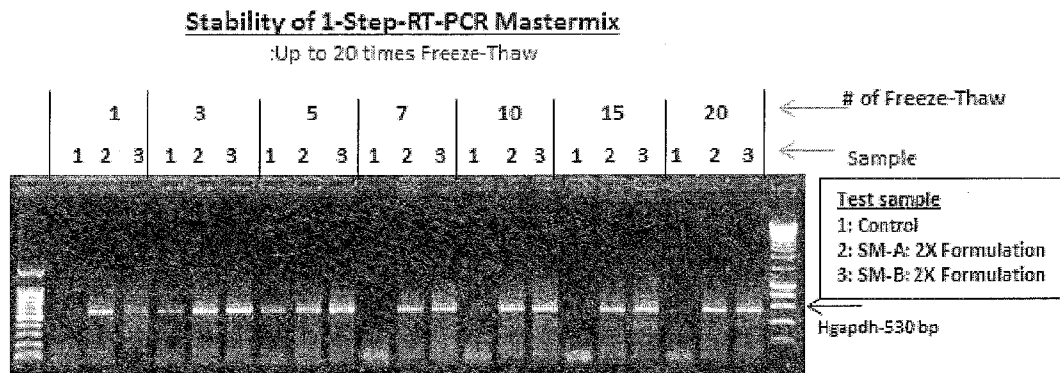 Stability of 1-Step-RT-PCR Mastermix
:Up to 20 times Freeze-Thaw
1 3 5 7 10 15 20 # of Freeze-Thaw
1 2 3 1 2 3 1 2 3 1 2 3 1 2 3 1 2 3 1 2 3 Sample
Test sample
1: Control
2: SM-A: 2X Formulation
3: SM-B: 2X Formulation
Hgapdh-530 bp